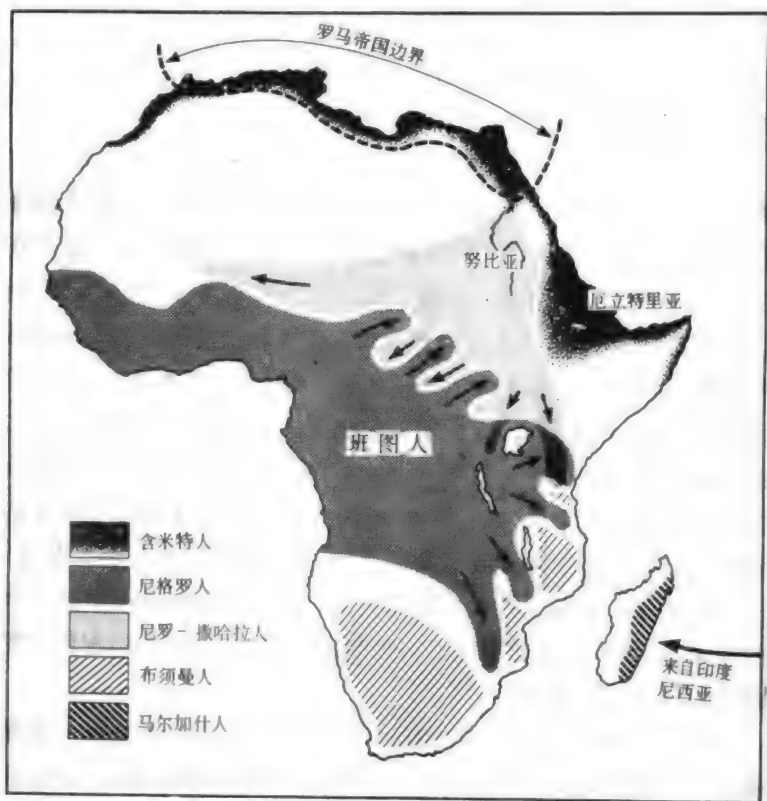 罗马帝国边界
努比亚
厄立特里亚
班图人
含米特人
尼格罗人
尼罗－撒哈拉人
布须曼人
马尔加什人
来自印度
尼西亚